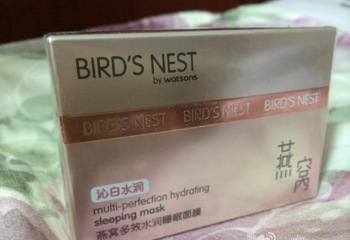 BIRD'S NEST
by watsons
BIRD'S NEST BIRD'S NEST BIRD'S NEST
燕窝
沁白水润
multi-perfection hydrating
sleeping mask
燕窝多效水润睡眠面膜